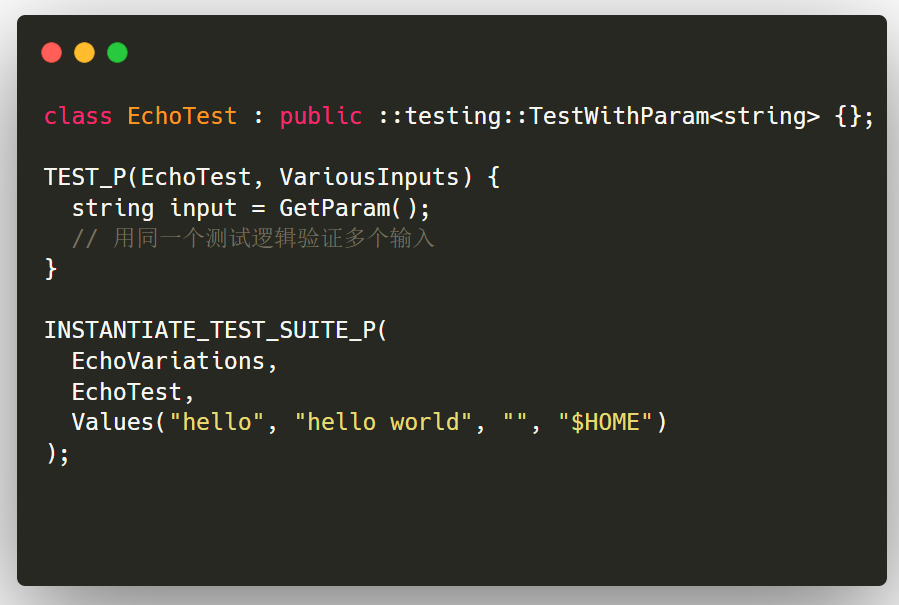 class EchoTest : public ::testing::TestWithParam<string> {};
TEST_P(EchoTest, VariousInputs) {
string input = GetParam();
// 用同一个测试逻辑验证多个输入
}
INSTANTIATE_TEST_SUITE_P(
EchoVariations,
EchoTest,
Values("hello", "hello world", "", "$HOME")
);